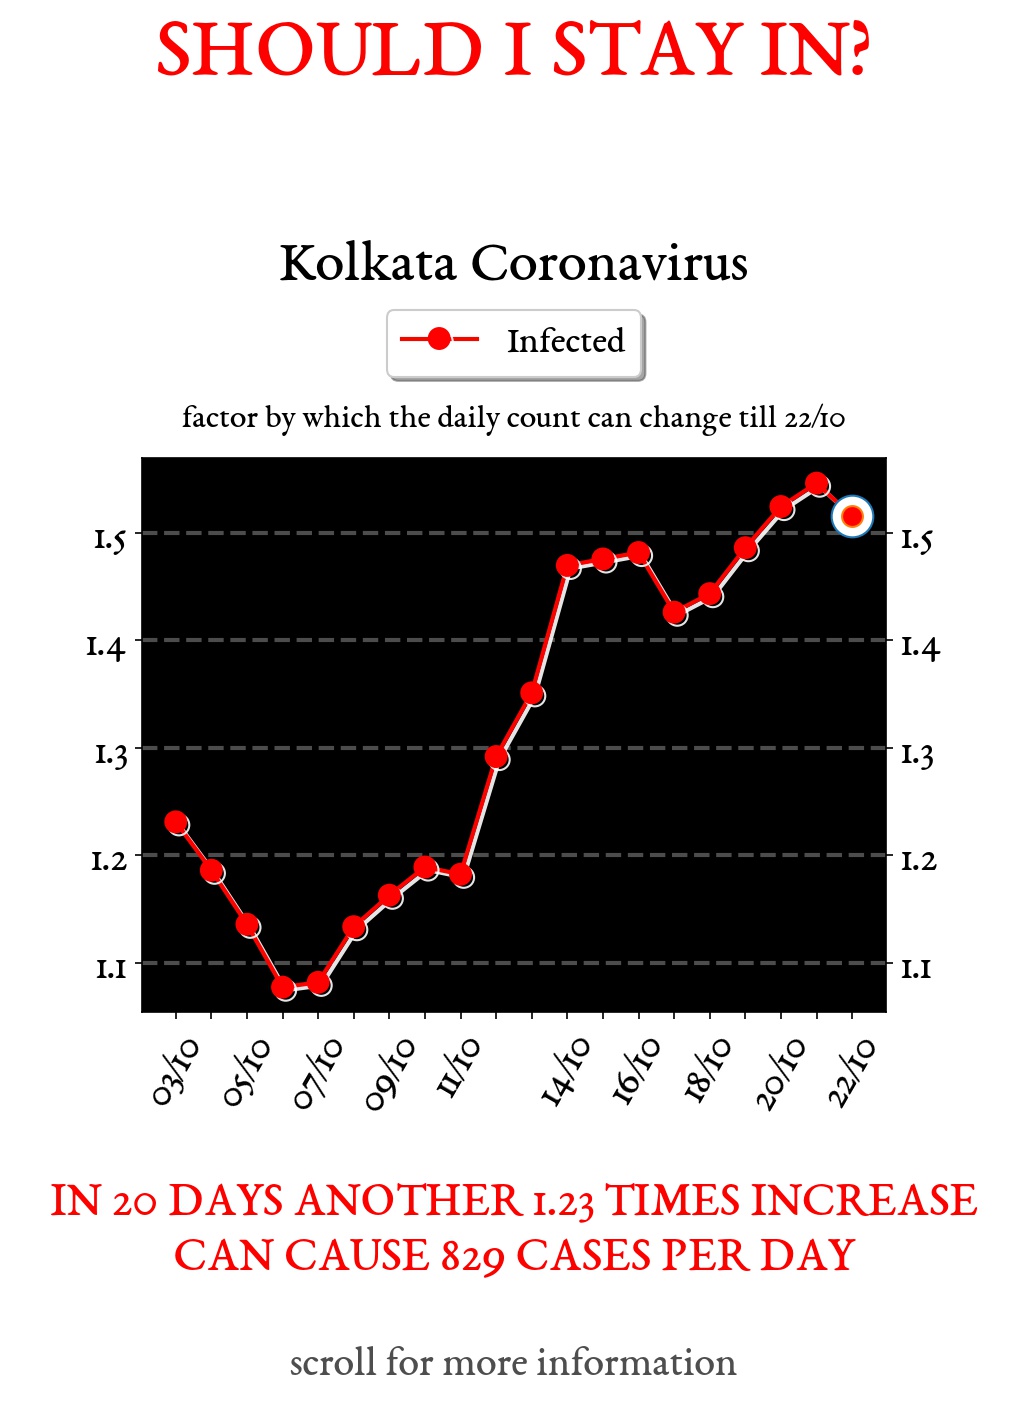 SHOULD I STAY IN?
Kolkata Coronavirus
Infected
factor by which the daily count can change till 22/10
1.5 1.5
1.4 1.4
1.3 1.3
1.2 1.2
1.1 1.1
03/10 05/10 07/10 09/10 11/10 14/10 16/10 18/10 20/10 22/10
IN 20 DAYS ANOTHER 1.23 TIMES INCREASE
CAN CAUSE 829 CASES PER DAY
scroll for more information